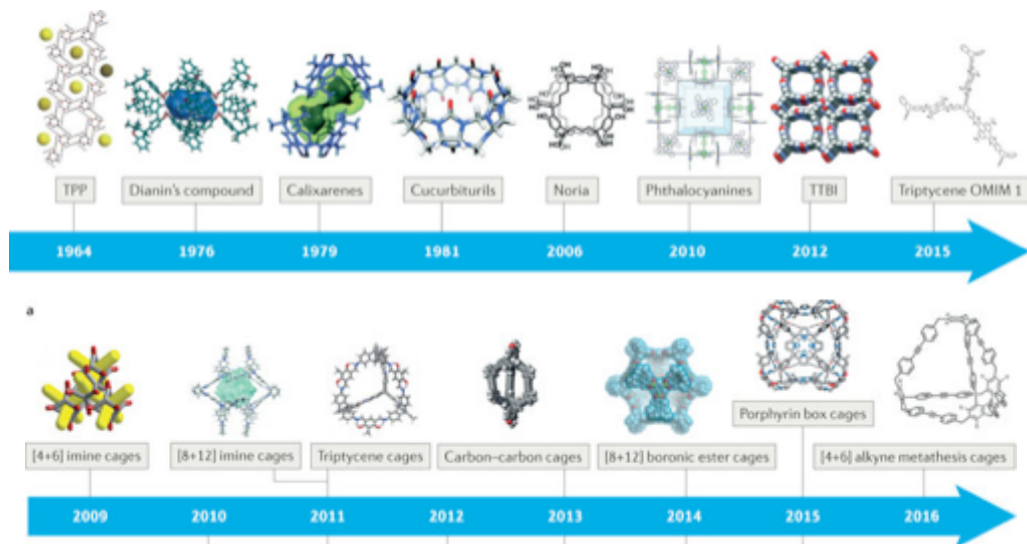 TPP
Dianin's compound
Calixarenes
Cucurbiturils
Noria
Phthalocyanines
TTBI
Triptycene OMIM 1
1964
1976
1979
1981
2006
2010
2012
2015
a
Porphyrin box cages
[4+6] imine cages
[8+12] imine cages
Triptycene cages
Carbon–carbon cages
[8+12] boronic ester cages
[4+6] alkyne metathesis cages
2009
2010
2011
2012
2013
2014
2015
2016